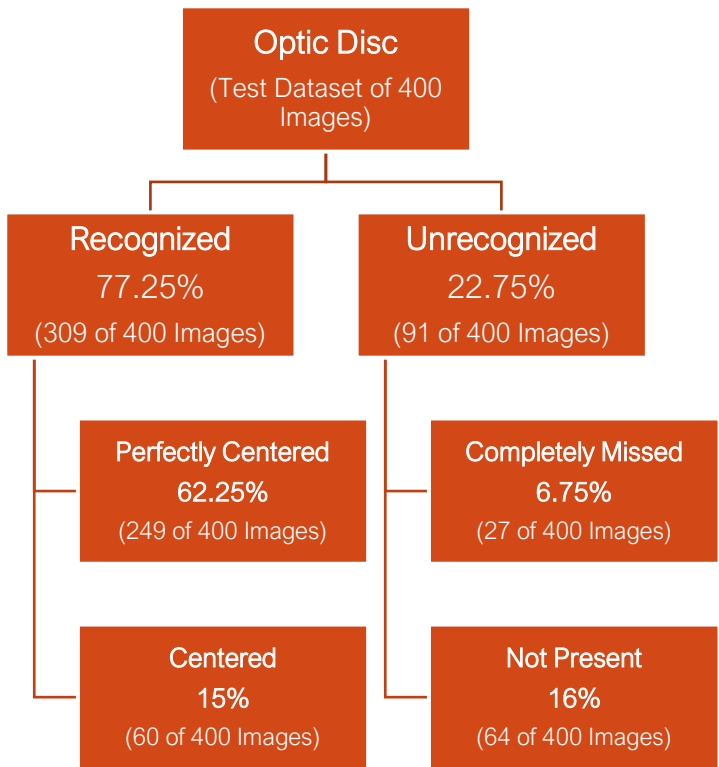 Optic Disc
(Test Dataset of 400
Images)
Recognized
77.25%
(309 of 400 Images)
Unrecognized
22.75%
(91 of 400 Images)
Perfectly Centered
62.25%
(249 of 400 Images)
Completely Missed
6.75%
(27 of 400 Images)
Centered
15%
(60 of 400 Images)
Not Present
16%
(64 of 400 Images)